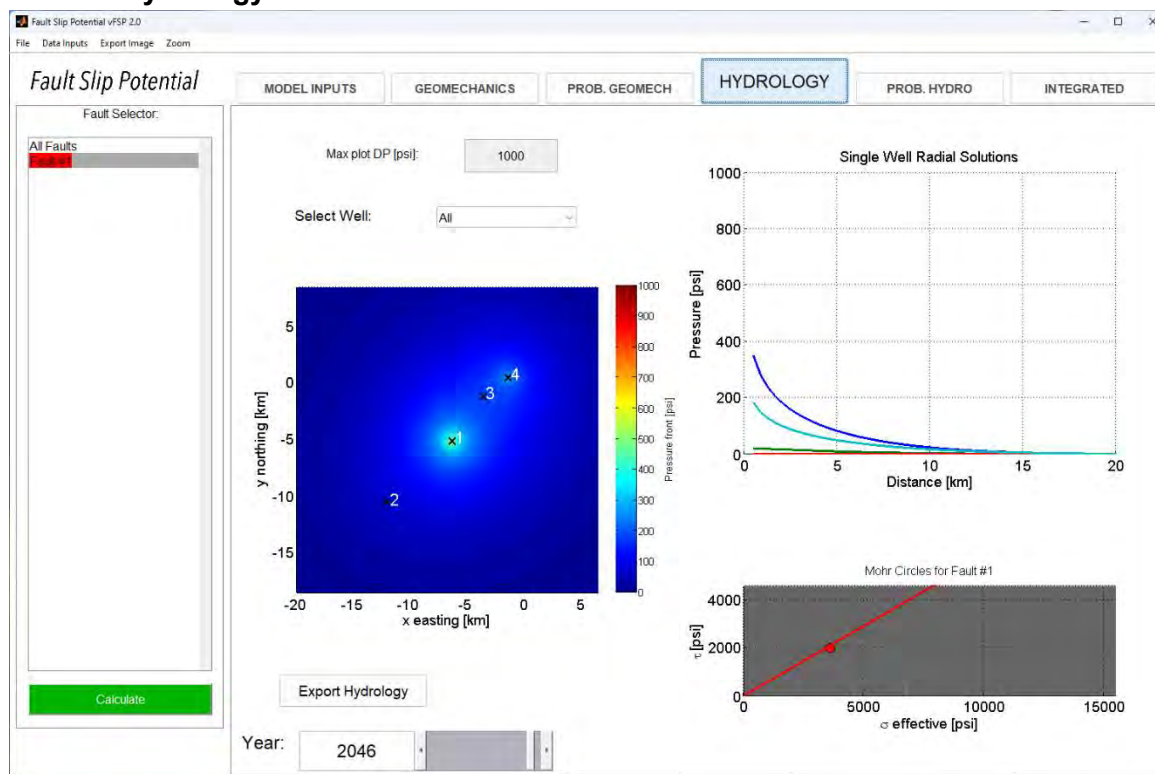 Fault Slip Potential vFSP 2.0
File Data Inputs Export Image Zoom
Fault Slip Potential
MODEL INPUTS
GEOMECHANICS
PROB. GEOMECH
HYDROLOGY
PROB. HYDRO
INTEGRATED
Fault Selector:
All Faults
Fault #1
Calculate
Max plot DP [psi]:
1000
Select Well:
All
5
0
-5
-10
-15
y northing [km]
1
2
3
4
-20 -15 -10 -5 0 5
x easting [km]
1000
900
800
700
600
500
400
300
200
100
0
Pressure front [psi]
Export Hydrology
Year:
2046
Single Well Radial Solutions
1000
800
600
400
200
0
Pressure [psi]
0 5 10 15 20
Distance [km]
Mohr Circles for Fault #1
4000
2000
0
τ [psi]
0 5000 10000 15000
σ effective [psi]